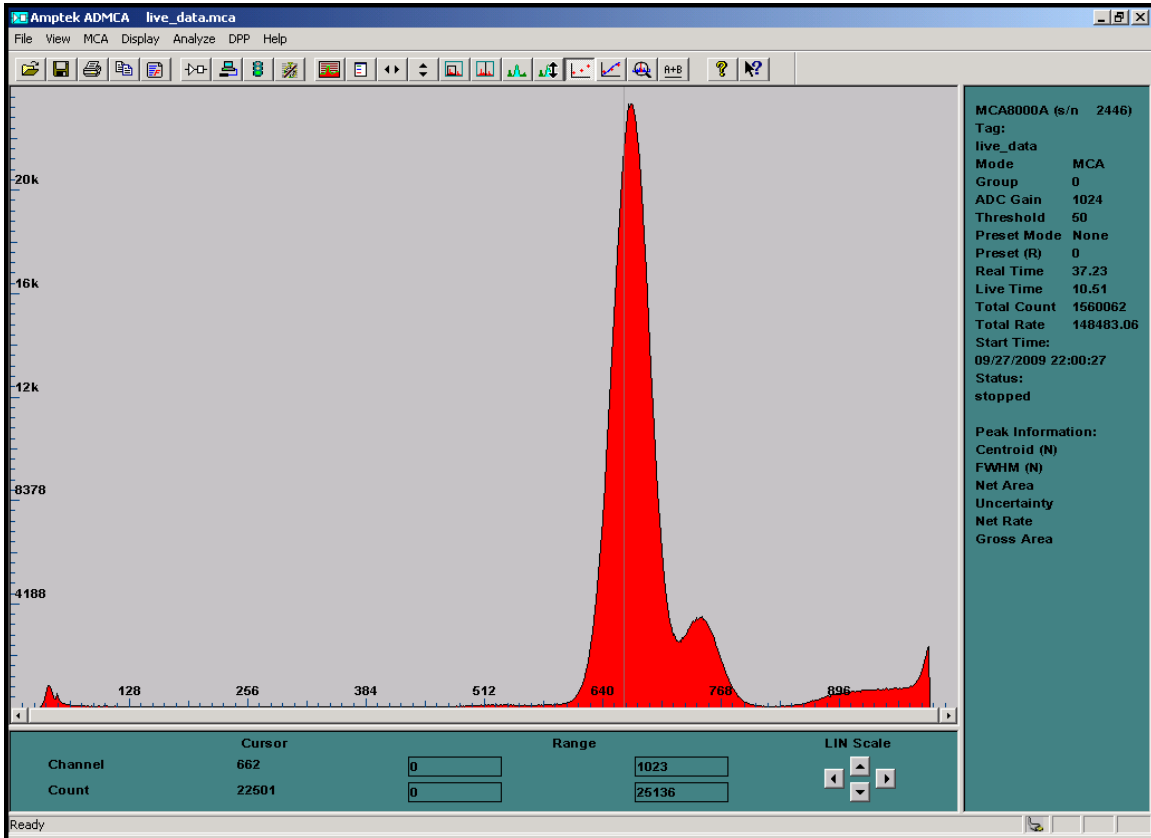 Amptek ADMCA live_data.mca
File View MCA Display Analyze DPP Help
A+B
20k
16k
12k
8378
4188
128 256 384 512 640 768 896
MCA8000A (s/n 2446)
Tag:
live_data
Mode MCA
Group 0
ADC Gain 1024
Threshold 50
Preset Mode None
Preset (R) 0
Real Time 37.23
Live Time 10.51
Total Count 1560062
Total Rate 148483.06
Start Time:
09/27/2009 22:00:27
Status:
stopped
Peak Information:
Centroid (N)
FWHM (N)
Net Area
Uncertainty
Net Rate
Gross Area
Cursor Range LIN Scale
Channel 662 0 1023
Count 22501 0 25136
Ready